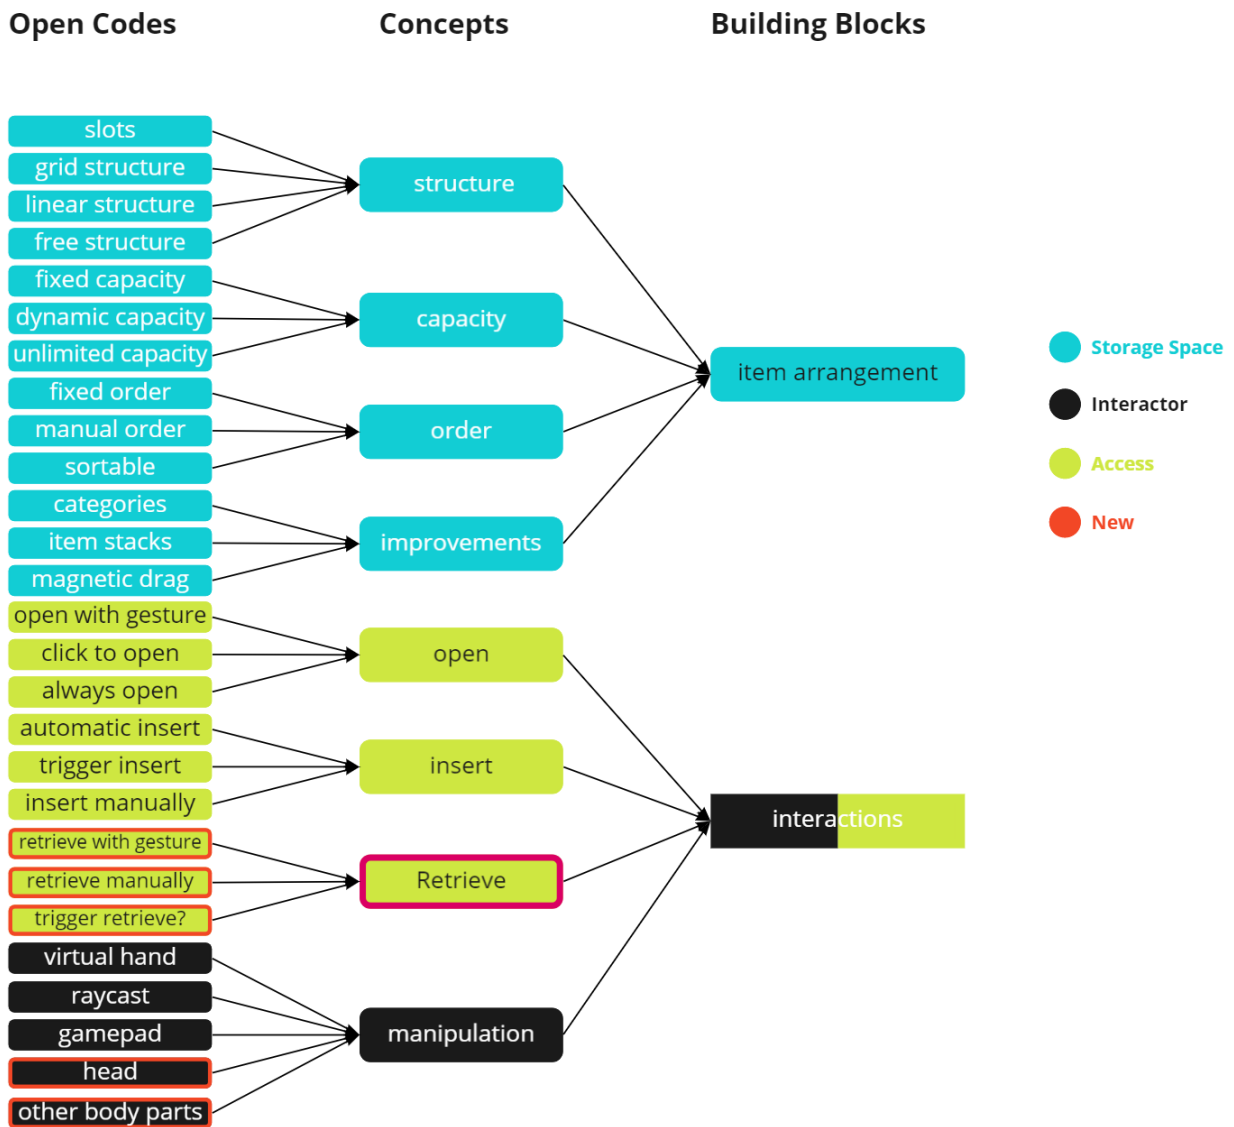 Open Codes
Concepts
Building Blocks
slots
grid structure
linear structure
free structure
fixed capacity
dynamic capacity
unlimited capacity
fixed order
manual order
sortable
categories
item stacks
magnetic drag
open with gesture
click to open
always open
automatic insert
trigger insert
insert manually
retrieve with gesture
retrieve manually
trigger retrieve?
virtual hand
raycast
gamepad
head
other body parts
structure
capacity
order
improvements
open
insert
Retrieve
manipulation
item arrangement
interactions
Storage Space
Interactor
Access
New